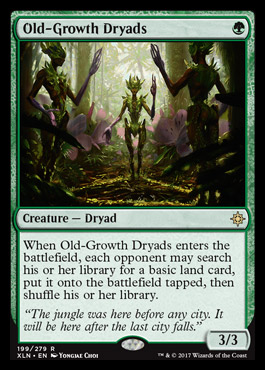 Old-Growth Dryads
Creature — Dryad
When Old-Growth Dryads enters the
battlefield, each opponent may search
his or her library for a basic land card,
put it onto the battlefield tapped, then
shuffle his or her library.
“The jungle was here before any city. It
will be here after the last city falls.”
3/3
199/279 R
XLN • EN Yongjae Choi
™ & © 2017 Wizards of the Coast